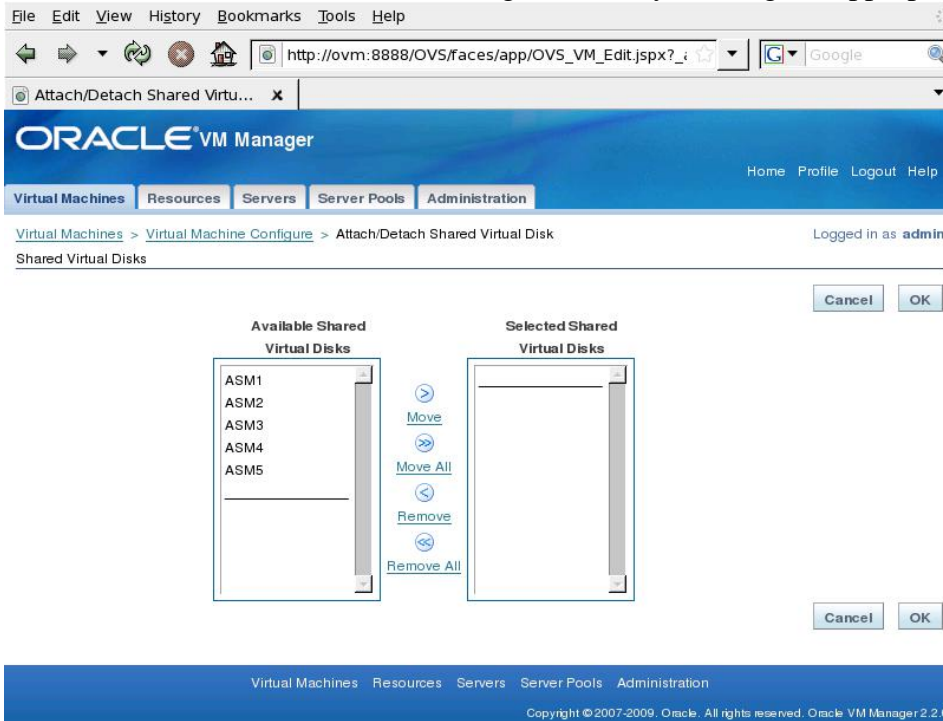 File Edit View History Bookmarks Tools Help
http://ovm:8888/OVS/faces/app/OVS_VM_Edit.jspx?_a
G Google
Attach/Detach Shared Virtu... X
ORACLE VM Manager
Home Profile Logout Help
Virtual Machines Resources Servers Server Pools Administration
Virtual Machines > Virtual Machine Configure > Attach/Detach Shared Virtual Disk
Logged in as admin
Shared Virtual Disks
Cancel OK
Available Shared Virtual Disks
Selected Shared Virtual Disks
ASM1
ASM2
ASM3
ASM4
ASM5
Move
Move All
Remove
Remove All
Cancel OK
Virtual Machines Resources Servers Server Pools Administration
Copyright © 2007-2009, Oracle. All rights reserved. Oracle VM Manager 2.2.